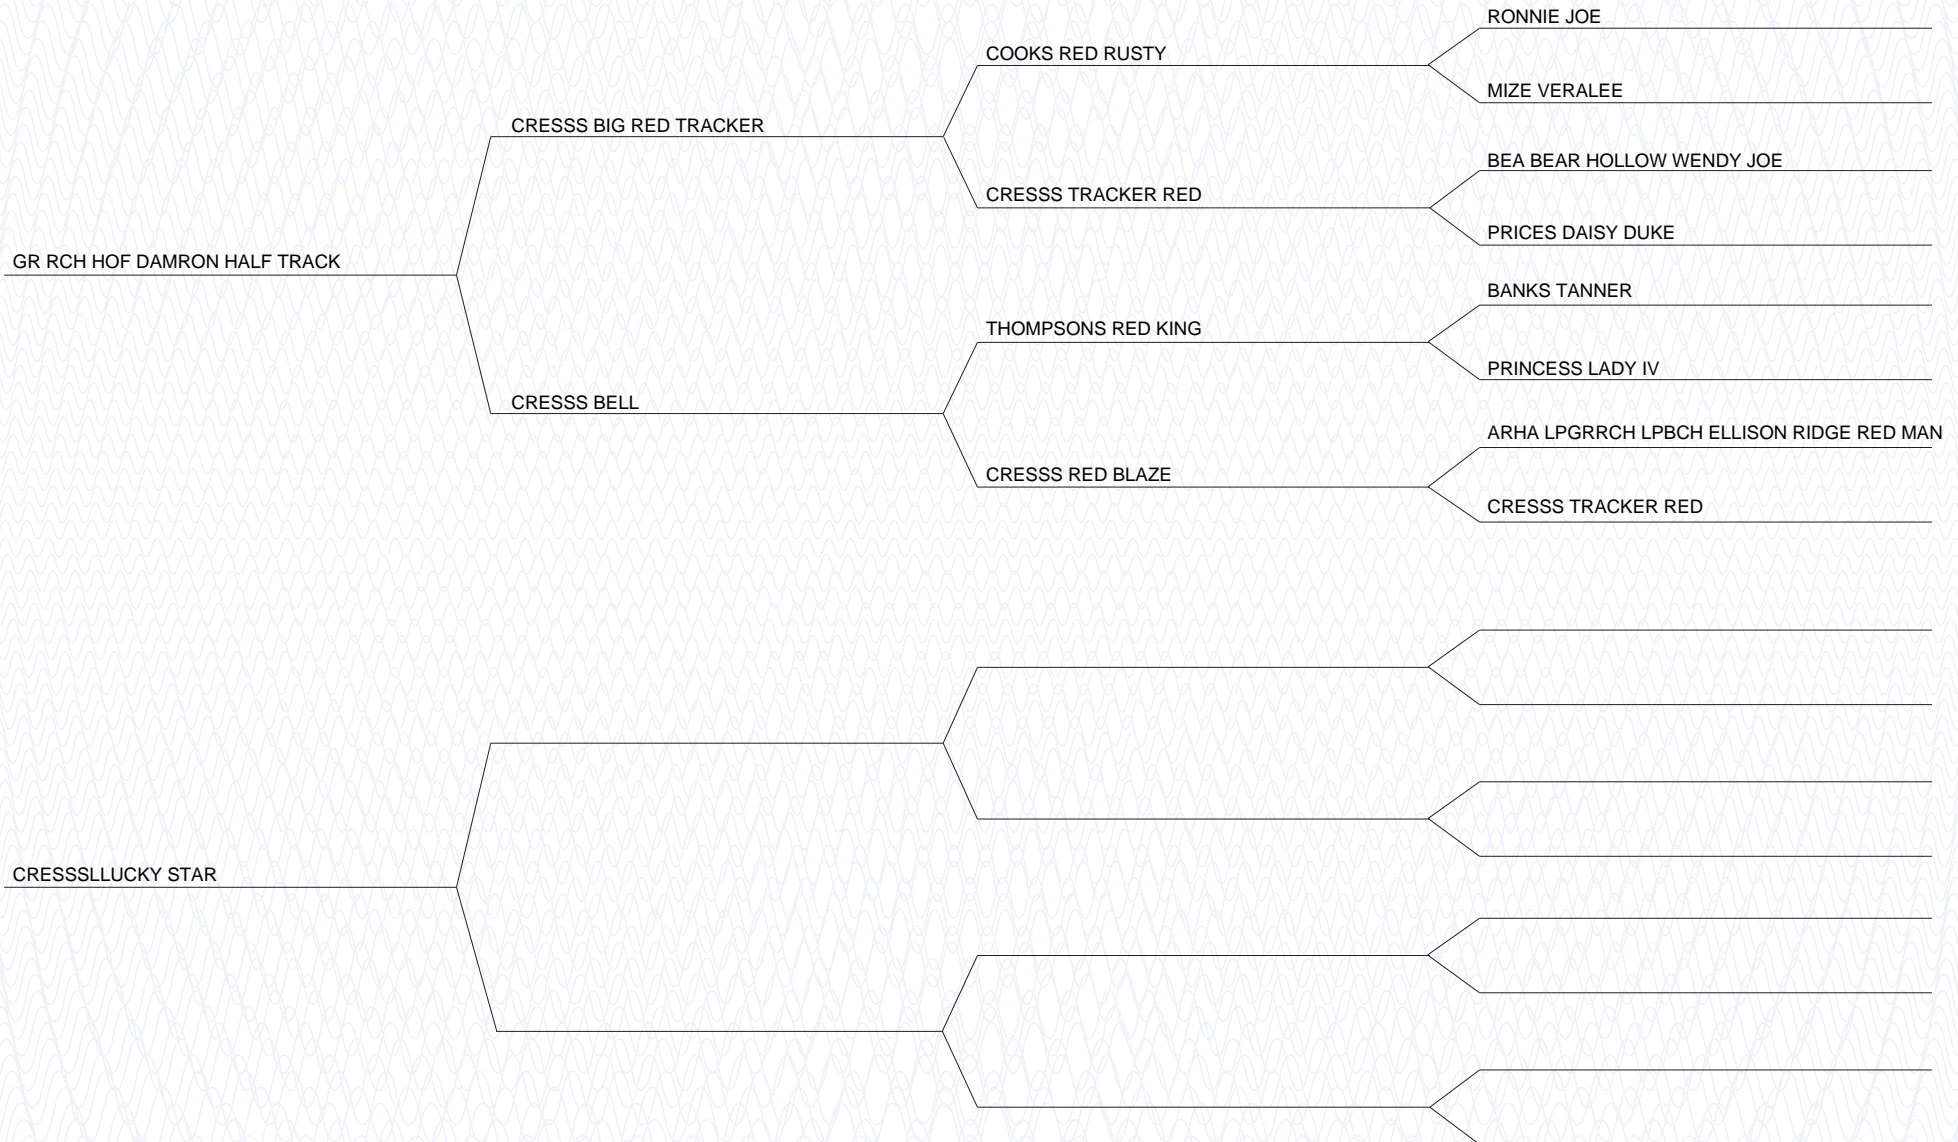 RONNIE JOE
COOKS RED RUSTY
MIZE VERALEE
CRESSS BIG RED TRACKER
BEA BEAR HOLLOW WENDY JOE
CRESSS TRACKER RED
PRICES DAISY DUKE
GR RCH HOF DAMRON HALF TRACK
BANKS TANNER
THOMPSONS RED KING
PRINCESS LADY IV
CRESSS BELL
ARHA LPGRRCH LPBCH ELLISON RIDGE RED MAN
CRESSS RED BLAZE
CRESSS TRACKER RED
CRESSSLLUCKY STAR